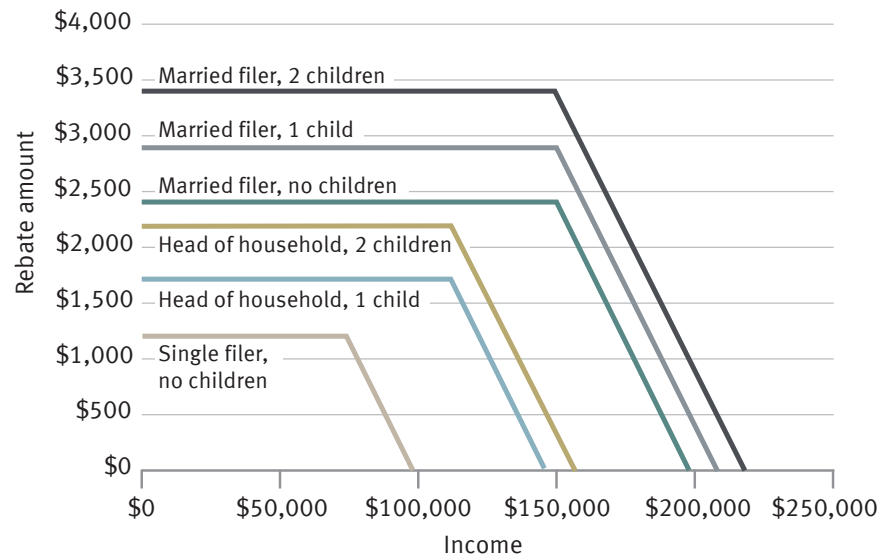 $4,000
$3,500
Married filer, 2 children
$3,000
Married filer, 1 child
$2,500
Married filer, no children
$2,000
Head of household, 2 children
$1,500
Head of household, 1 child
$1,000
Single filer,
no children
$500
$0
Rebate amount
$0 $50,000 $100,000 $150,000 $200,000 $250,000
Income